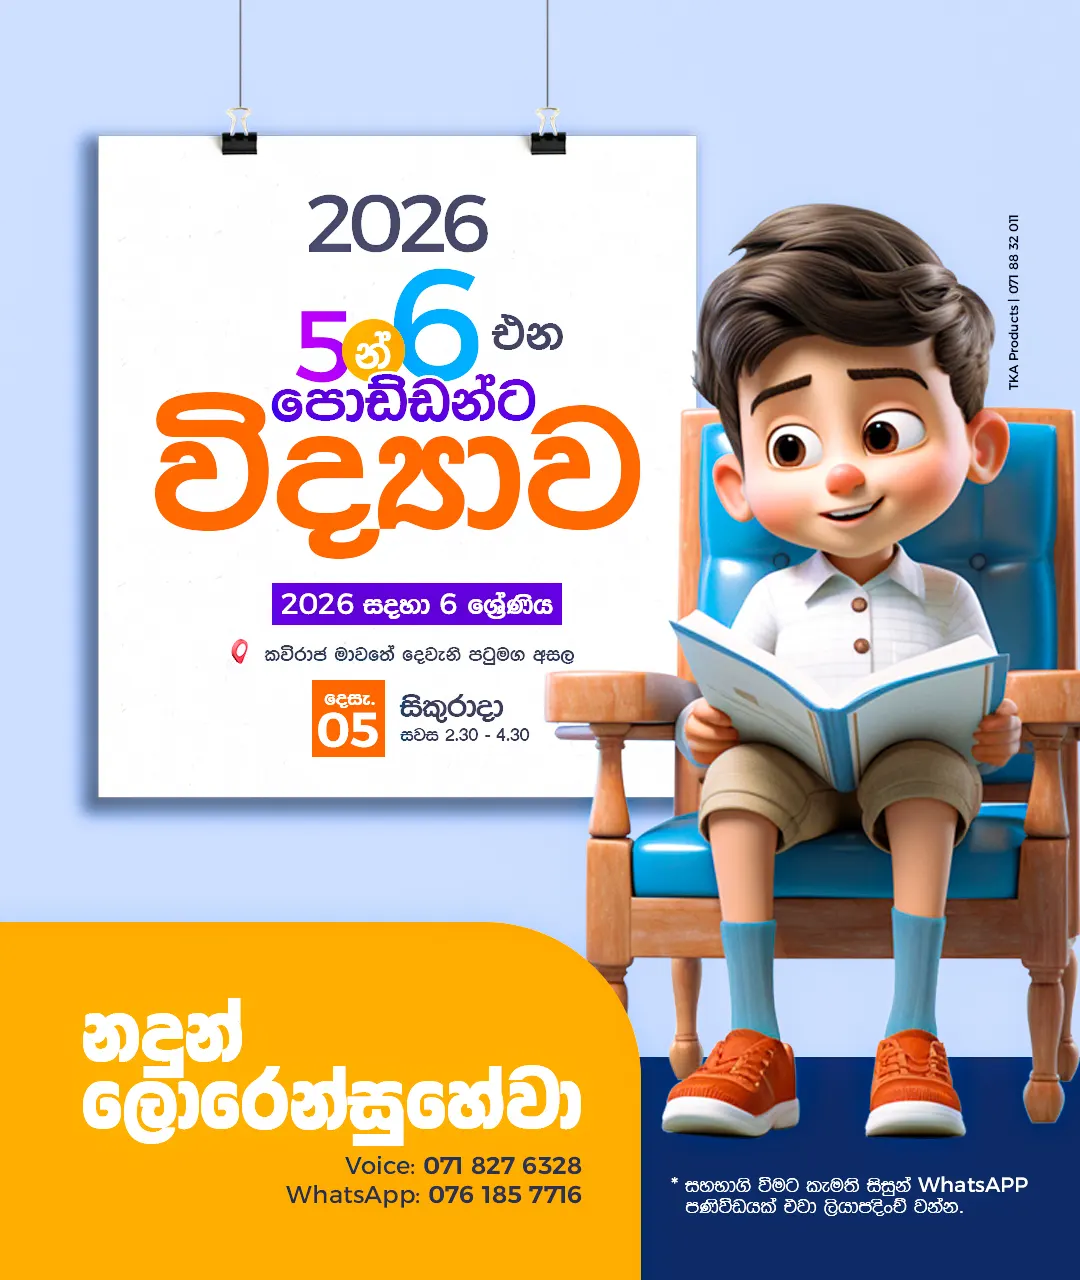 2026
5න් 6 එන
පොඩ්ඩන්ට
විද්‍යාව
2026 සදහා 6 ශ්‍රේණිය
කවිරාජ මාවතේ දෙවැනි පටුමග අසල
දෙසැ.
05
සිකුරාදා
සවස 2.30 - 4.30
TKA Products | 071 88 32 011
නදුන්
ලොරෙන්සුහේවා
Voice: 071 827 6328
WhatsApp: 076 185 7716
* සහභාගි වීමට කැමති සිසුන් WhatsAPP
පණිවිඩයක් එවා ලියාපදිංචි වන්න.